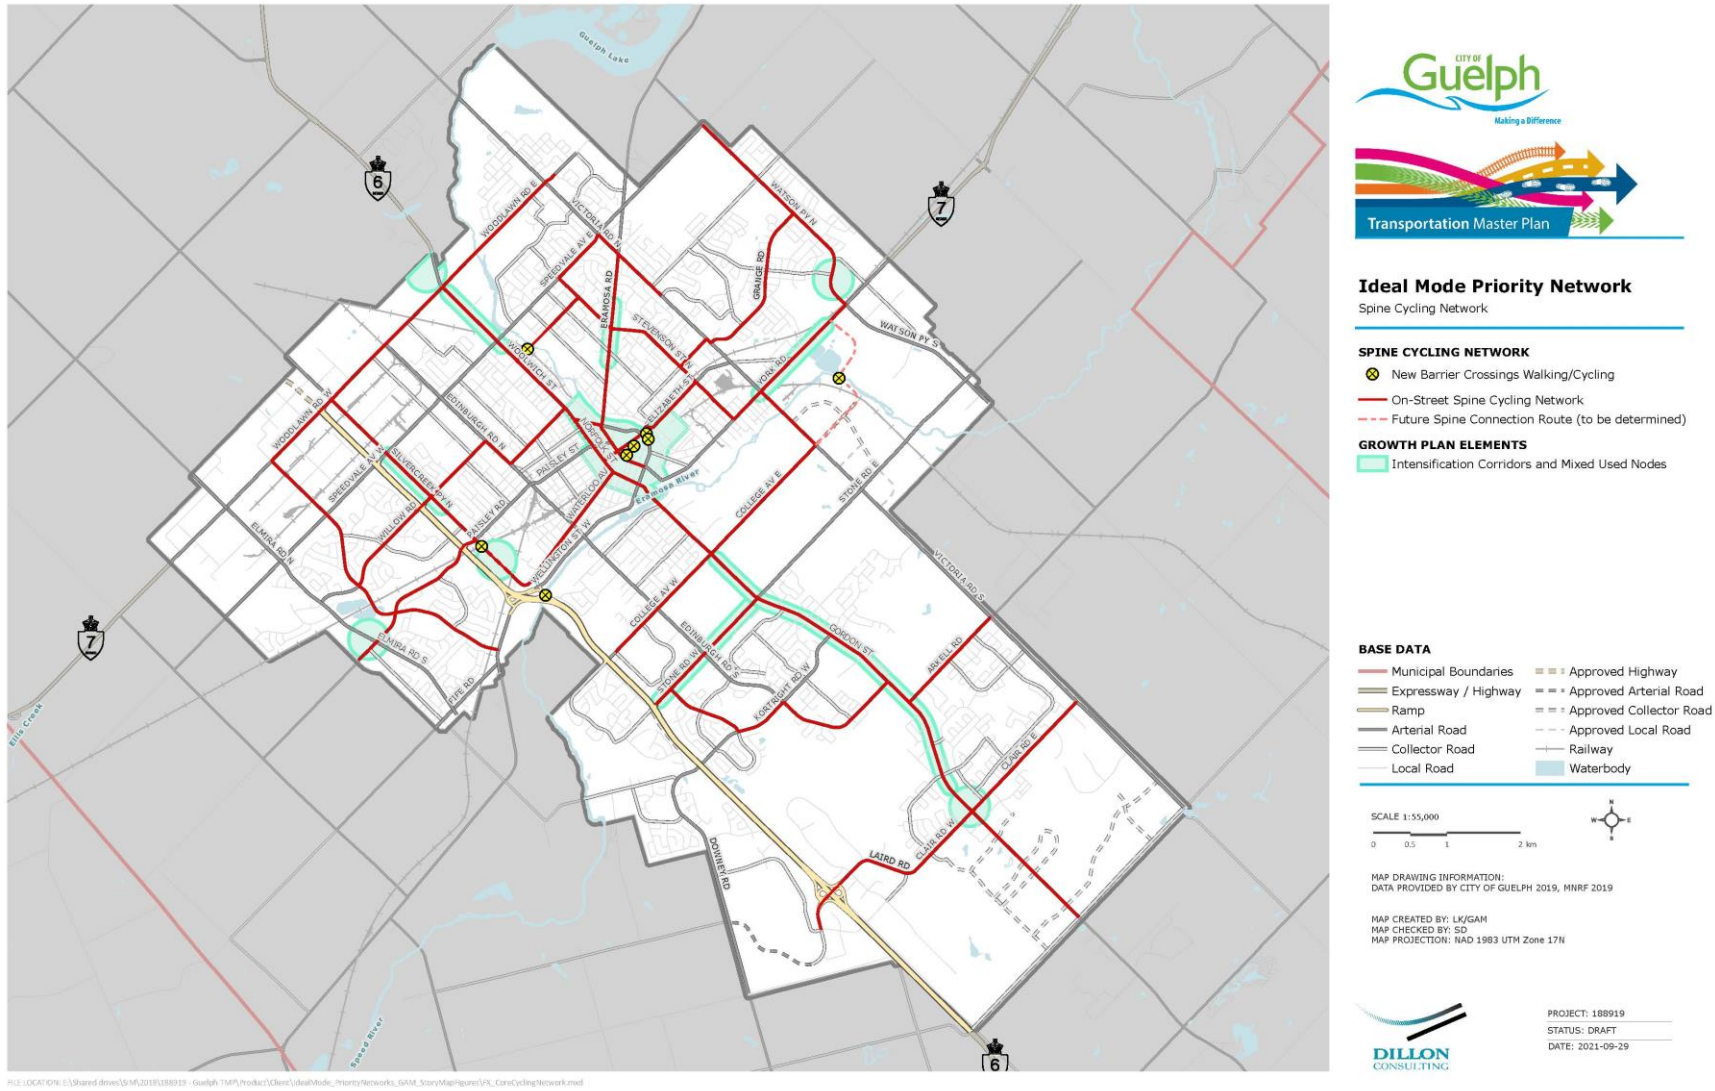 Guelph Lake
6
7
WOODLAWN RD E
VICTORIA RD N
SPEEDVALE AV E
WATSON PY N
GRANGE RD
ERAMOSA RD
STEVENSON ST N
WATSON PY S
WOOLWICH ST
YORK RD
ELIZABETH ST
EDINBURGH RD N
NORFOLK ST
PAISLEY ST
WOODLAWN RD W
SPEEDVALE AV W
SILVERCREEK PY N
WATERLOO AV
Eramosa River
COLLEGE AV E
STONE RD E
WILLOW RD
PAISLEY RD
WELLINGTON ST W
ELMIRA RD N
VICTORIA RD S
COLLEGE AV W
EDINBURGH RD S
GORDON ST
ARKELL RD
7
ELMIRA RD S
STONE RD W
KORTRIGHT RD W
FIFE RD
Ellis Creek
CLAIR RD E
CLAIR RD W
LAIRD RD
DOWNEY RD
Speed River
6
CITY OF
Guelph
Making a Difference
Transportation Master Plan
Ideal Mode Priority Network
Spine Cycling Network
SPINE CYCLING NETWORK
New Barrier Crossings Walking/Cycling
On-Street Spine Cycling Network
Future Spine Connection Route (to be determined)
GROWTH PLAN ELEMENTS
Intensification Corridors and Mixed Used Nodes
BASE DATA
Municipal Boundaries
Expressway / Highway
Ramp
Arterial Road
Collector Road
Local Road
Approved Highway
Approved Arterial Road
Approved Collector Road
Approved Local Road
Railway
Waterbody
SCALE 1:55,000
0 0.5 1 2 km
N
W E
S
MAP DRAWING INFORMATION:
DATA PROVIDED BY CITY OF GUELPH 2019, MNRF 2019
MAP CREATED BY: LK/GAM
MAP CHECKED BY: SD
MAP PROJECTION: NAD 1983 UTM Zone 17N
DILLON
CONSULTING
PROJECT: 188919
STATUS: DRAFT
DATE: 2021-09-29